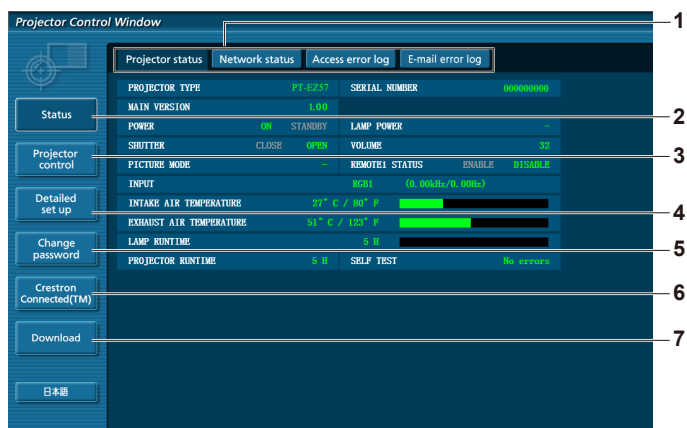 Projector Control Window
1
Projector status Network status Access error log E-mail error log
PROJECTOR TYPE PT-EZ57 SERIAL NUMBER 000000000
MAIN VERSION 1.00
Status
2
POWER ON STANDBY LAMP POWER -
SHUTTER CLOSE OPEN VOLUME 32
Projector
control
3
PICTURE MODE - REMOTE1 STATUS ENABLE DISABLE
INPUT RGB1 (0.00kHz/0.00Hz)
INTAKE AIR TEMPERATURE 27° C / 80° F
Detailed
set up
4
EXHAUST AIR TEMPERATURE 51° C / 123° F
LAMP RUNTIME 5 H
Change
password
5
PROJECTOR RUNTIME 5 H SELF TEST No errors
Crestron
Connected(TM)
6
Download
7
日本語